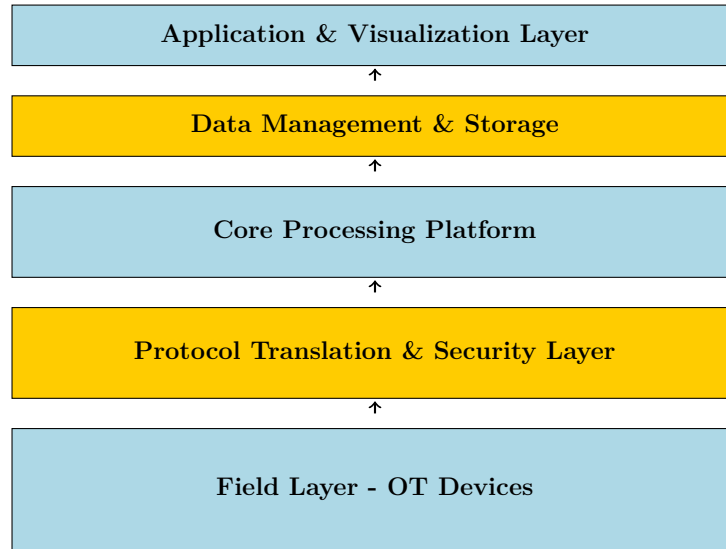 Application & Visualization Layer
Data Management & Storage
Core Processing Platform
Protocol Translation & Security Layer
Field Layer - OT Devices